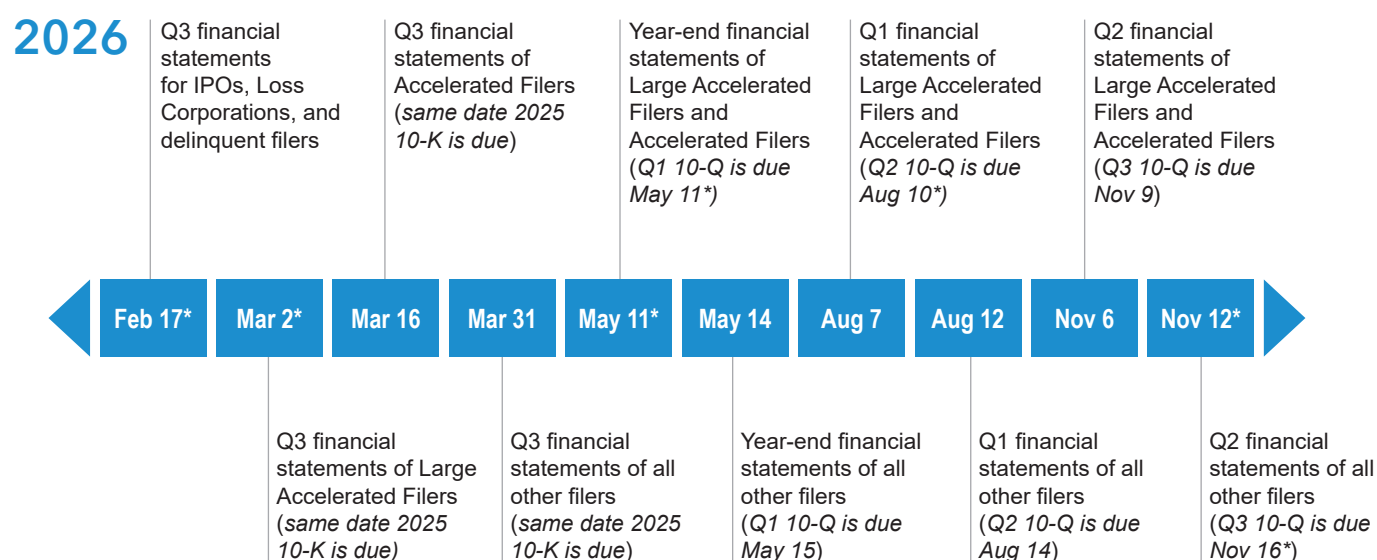 2026
Q3 financial
statements
for IPOs, Loss
Corporations, and
delinquent filers
Q3 financial
statements of
Accelerated Filers
(same date 2025
10-K is due)
Year-end financial
statements of
Large Accelerated
Filers and
Accelerated Filers
(Q1 10-Q is due
May 11*)
Q1 financial
statements of
Large Accelerated
Filers and
Accelerated Filers
(Q2 10-Q is due
Aug 10*)
Q2 financial
statements of
Large Accelerated
Filers and
Accelerated Filers
(Q3 10-Q is due
Nov 9)
Feb 17*
Mar 2*
Mar 16
Mar 31
May 11*
May 14
Aug 7
Aug 12
Nov 6
Nov 12*
Q3 financial
statements of Large
Accelerated Filers
(same date 2025
10-K is due)
Q3 financial
statements of all
other filers
(same date 2025
10-K is due)
Year-end financial
statements of all
other filers
(Q1 10-Q is due
May 15)
Q1 financial
statements of all
other filers
(Q2 10-Q is due
Aug 14)
Q2 financial
statements of all
other filers
(Q3 10-Q is due
Nov 16*)